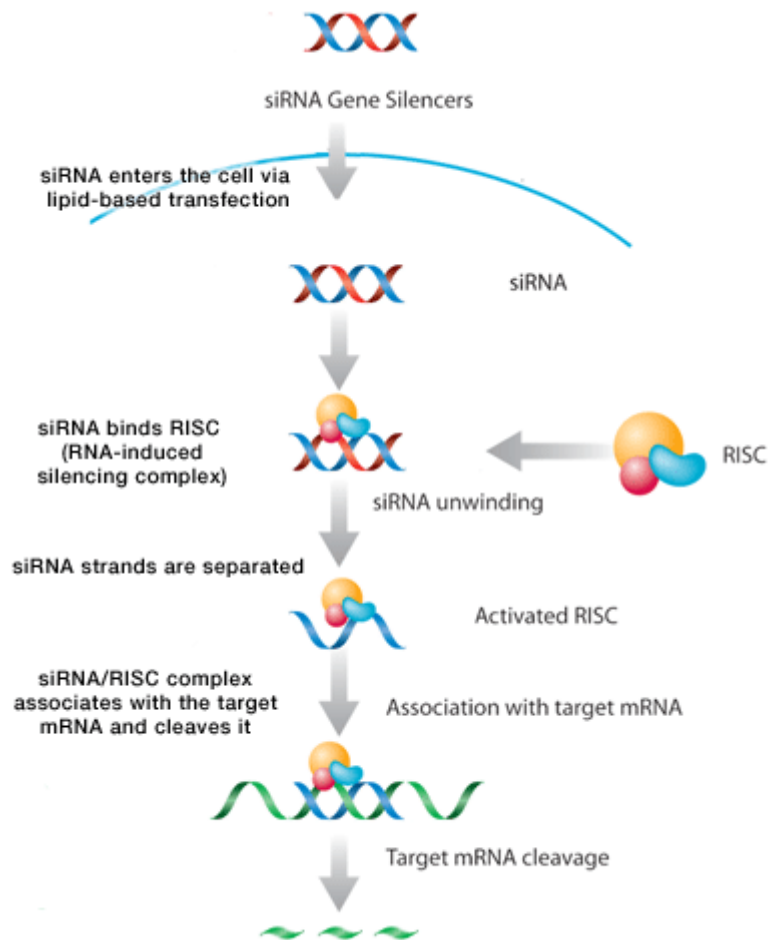 siRNA Gene Silencers
siRNA enters the cell via
lipid-based transfection
siRNA
siRNA binds RISC
(RNA-induced
silencing complex)
RISC
siRNA unwinding
siRNA strands are separated
Activated RISC
siRNA/RISC complex
associates with the target
mRNA and cleaves it
Association with target mRNA
Target mRNA cleavage